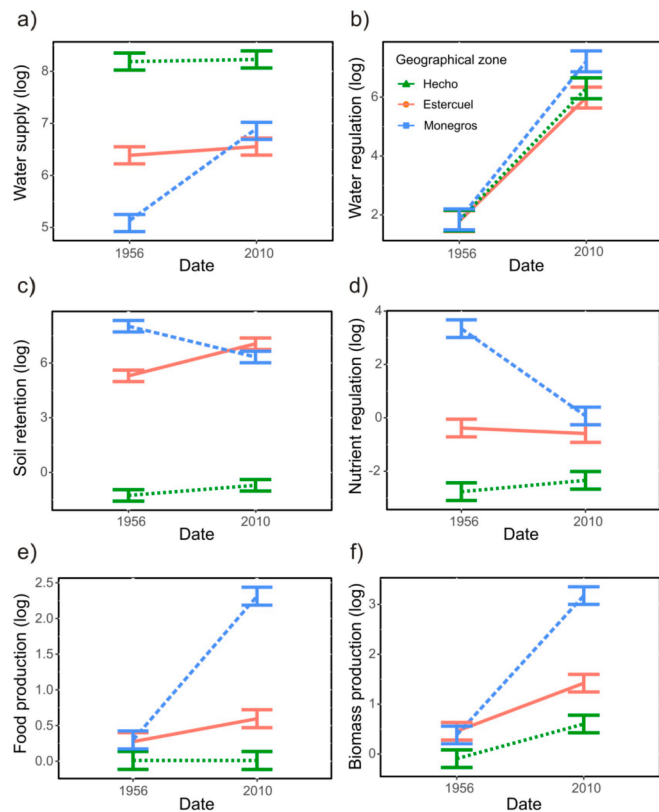 a)
Water supply (log)
8
7
6
5
1956 2010
Date
b)
Water regulation (log)
6
4
2
Geographical zone
Hecho
Estercuel
Monegros
1956 2010
Date
c)
Soil retention (log)
6
3
0
1956 2010
Date
d)
Nutrient regulation (log)
4
2
0
−2
1956 2010
Date
e)
Food production (log)
2.5
2.0
1.5
1.0
0.5
0.0
1956 2010
Date
f)
Biomass production (log)
3
2
1
0
1956 2010
Date